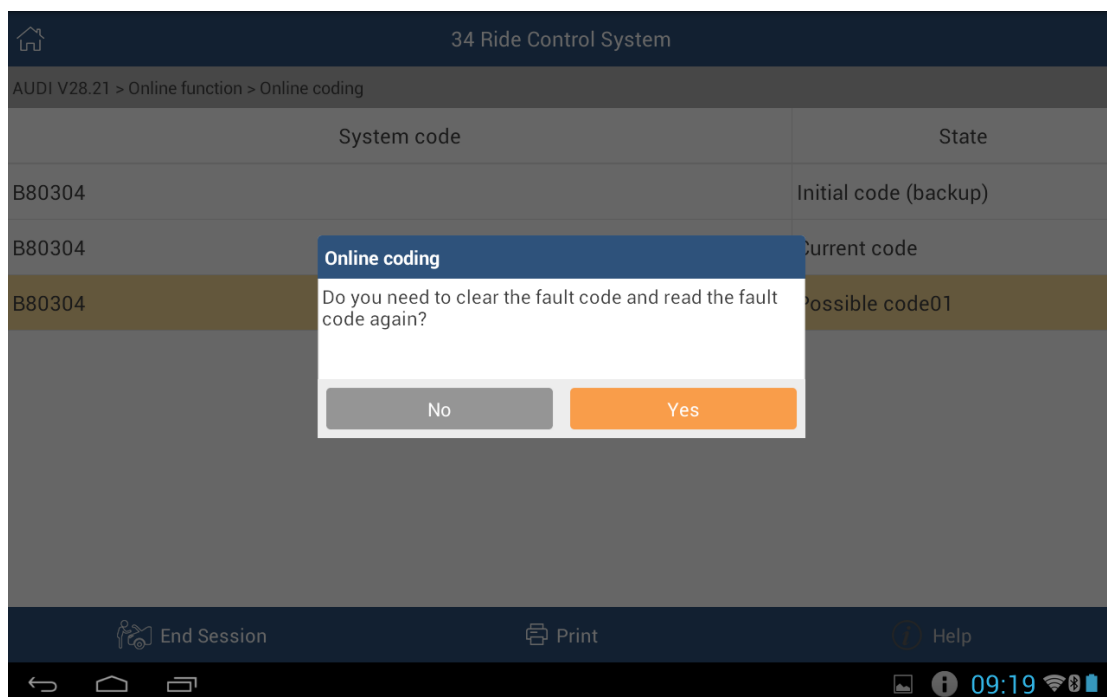 34 Ride Control System
AUDI V28.21 > Online function > Online coding
System code State
B80304 Initial code (backup)
B80304 Current code
B80304 Possible code01
Online coding
Do you need to clear the fault code and read the fault
code again?
No Yes
End Session Print Help
09:19